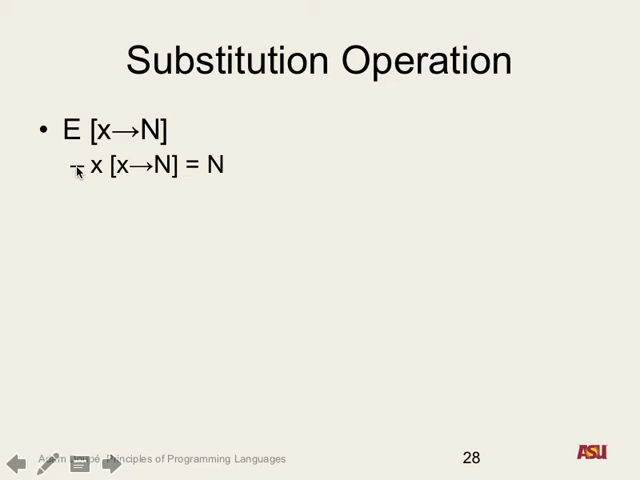 Substitution Operation
• E [x→N]
– x [x→N] = N
Principles of Programming Languages
28
ASU